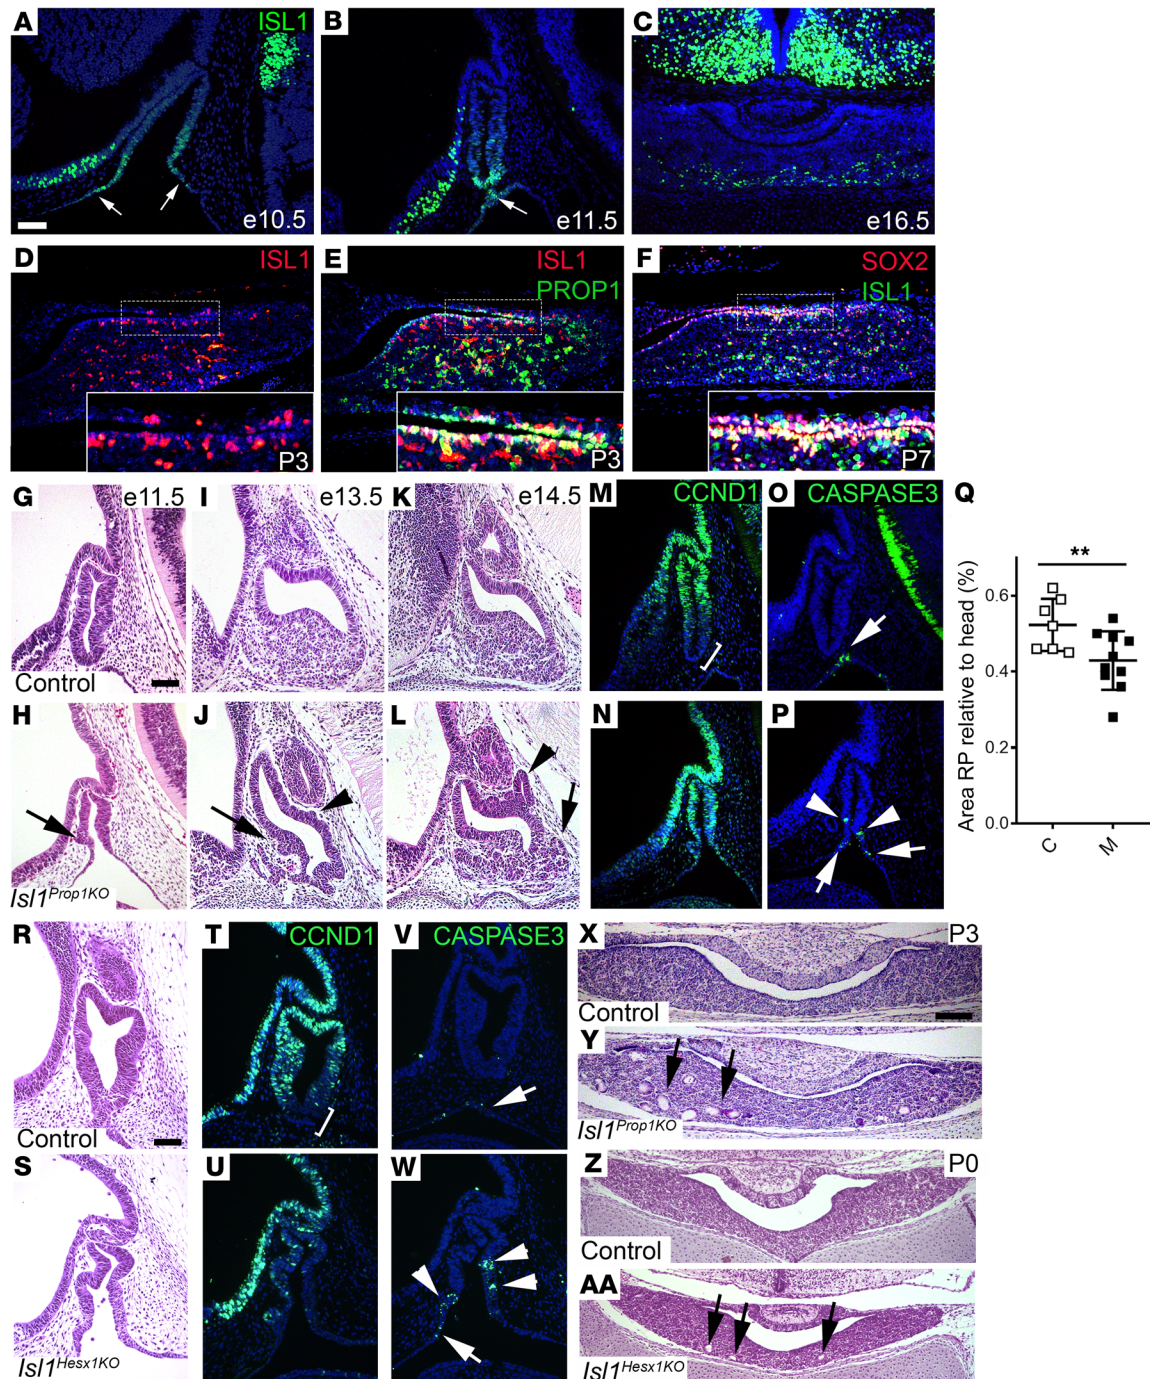 A
ISL1
e10.5
B
e11.5
C
e16.5
D
ISL1
P3
E
ISL1
PROP1
P3
F
SOX2
ISL1
P7
G
e11.5
Control
I
e13.5
K
e14.5
M
CCND1
O
CASPASE3
Q
**
Area RP relative to head (%)
0.6
0.4
0.2
0.0
C
M
H
Isl1Prop1KO
J
L
N
P
R
Control
T
CCND1
V
CASPASE3
X
P3
Control
Y
Isl1Prop1KO
S
Isl1Hesx1KO
U
W
Z
P0
Control
AA
Isl1Hesx1KO